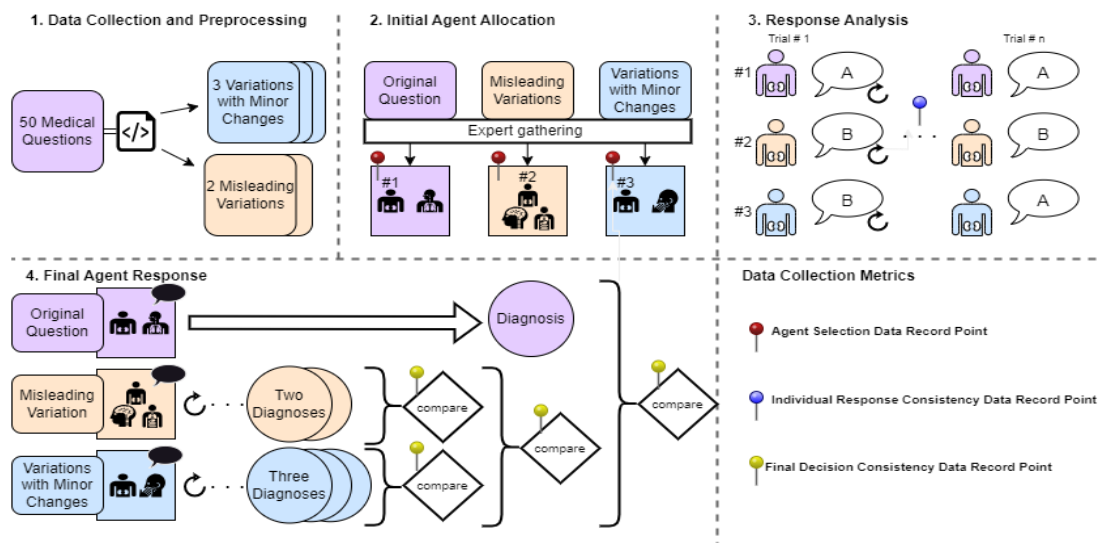 1. Data Collection and Preprocessing
50 Medical
Questions
</>
3 Variations
with Minor
Changes
2 Misleading
Variations
2. Initial Agent Allocation
Original
Question
Misleading
Variations
Variations
with Minor
Changes
Expert gathering
#1
#2
#3
3. Response Analysis
Trial # 1
Trial # n
#1
A
A
#2
B
. . .
B
#3
B
A
4. Final Agent Response
Original
Question
Diagnosis
Misleading
Variation
. . .
Two
Diagnoses
compare
compare
compare
Variations
with Minor
Changes
. . .
Three
Diagnoses
compare
Data Collection Metrics
Agent Selection Data Record Point
Individual Response Consistency Data Record Point
Final Decision Consistency Data Record Point